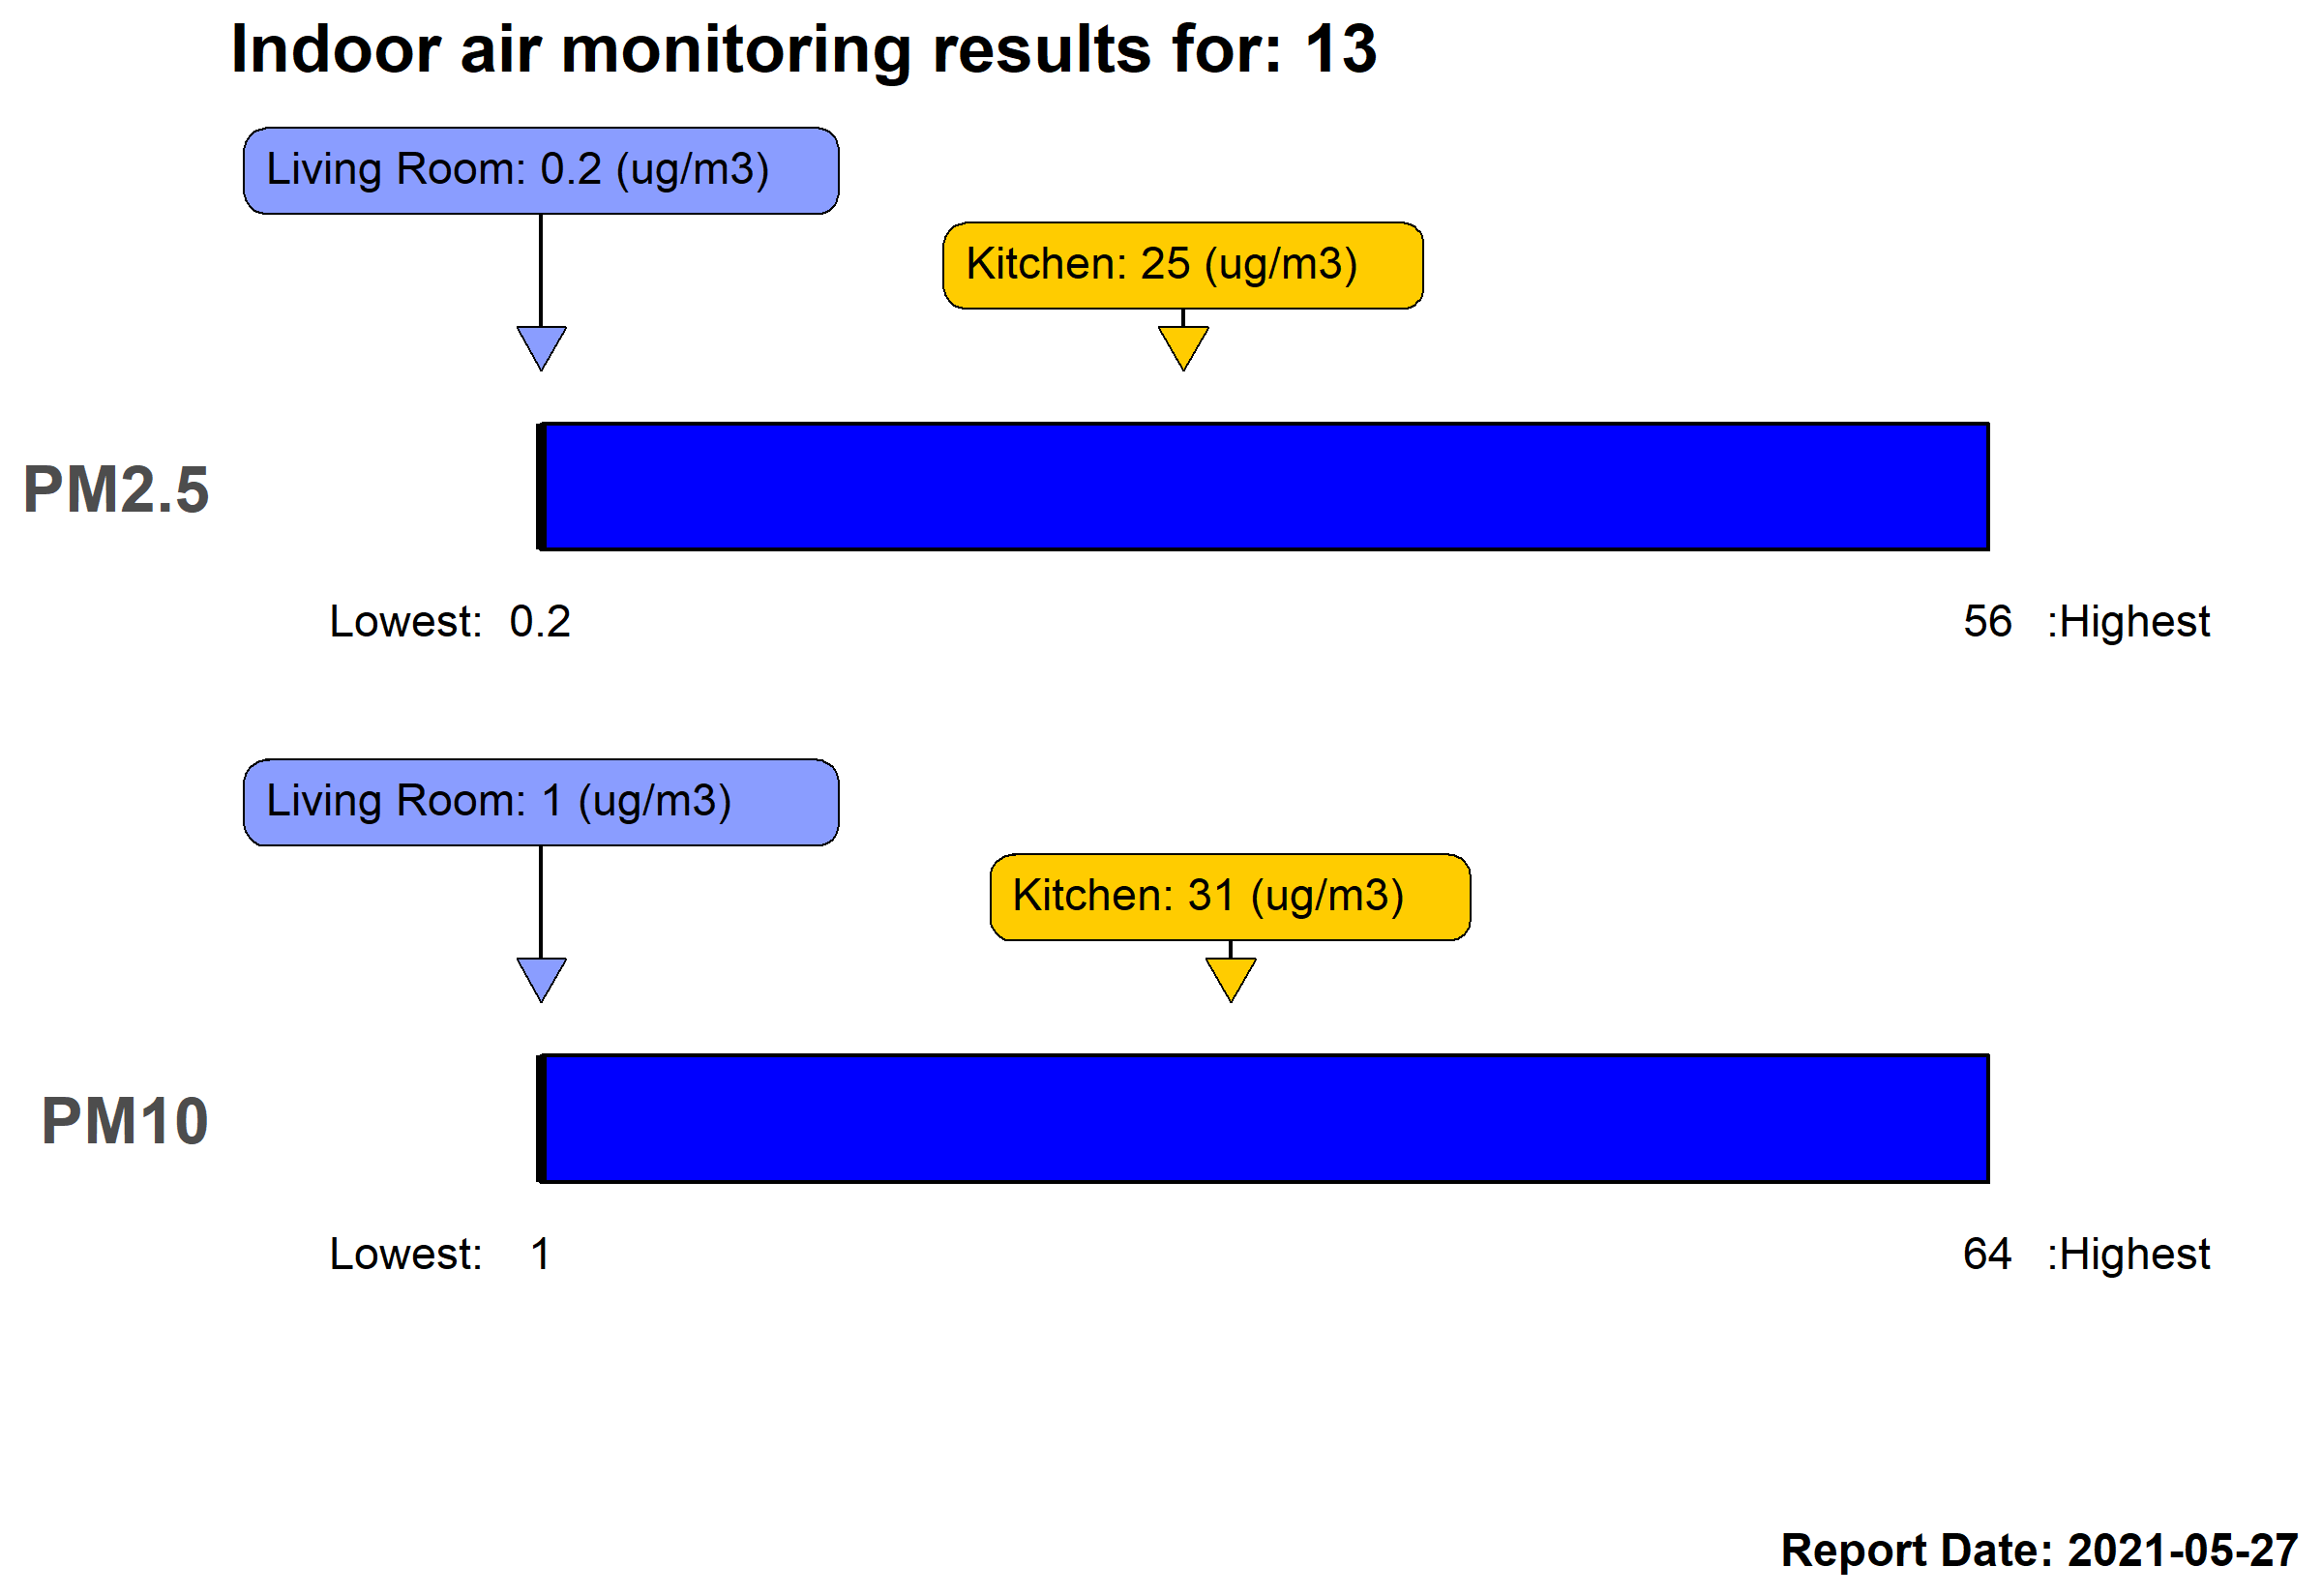 Indoor air monitoring results for: 13
Living Room: 0.2 (ug/m3)
Kitchen: 25 (ug/m3)
PM2.5
Lowest: 0.2
56 :Highest
Living Room: 1 (ug/m3)
Kitchen: 31 (ug/m3)
PM10
Lowest: 1
64 :Highest
Report Date: 2021-05-27